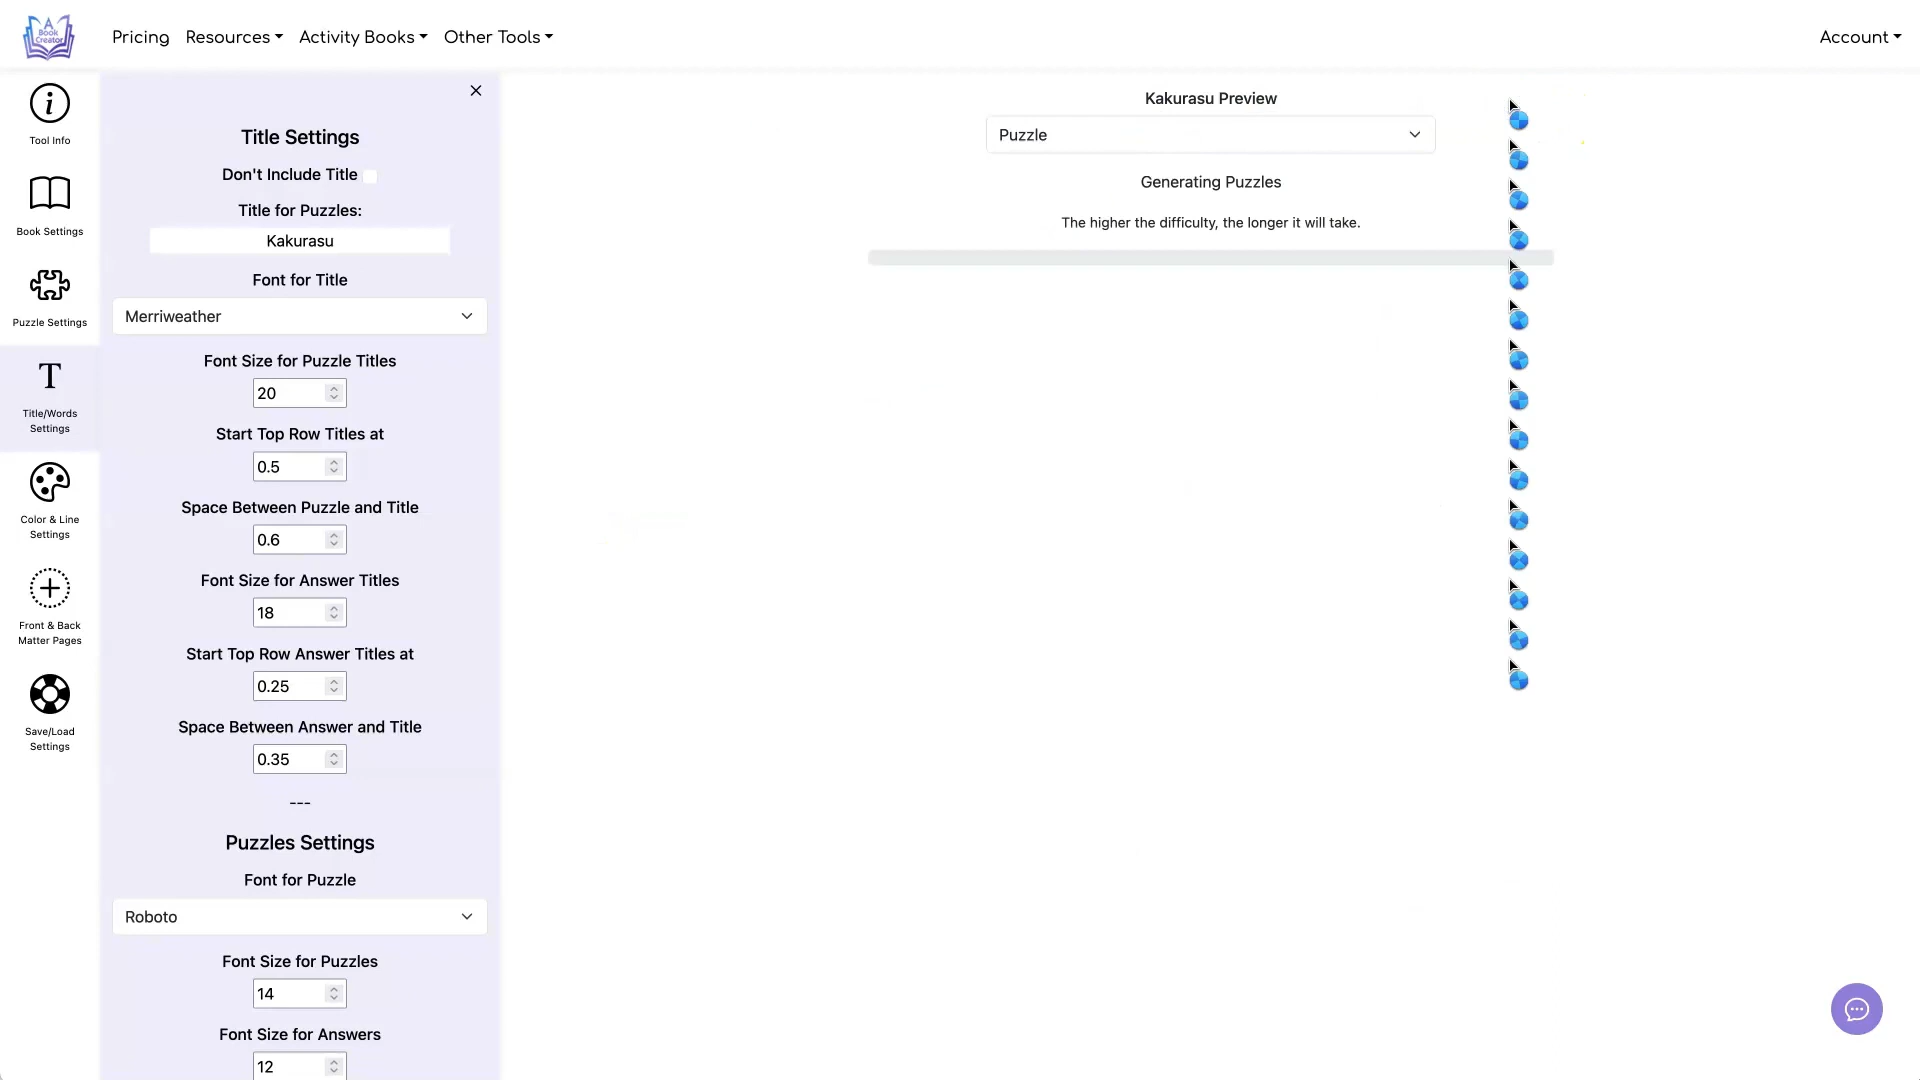 A
Book
Creator
Pricing
Resources
Activity Books
Other Tools
Account
Tool Info
Book Settings
Puzzle Settings
T
Title/Words
Settings
Color & Line
Settings
Front & Back
Matter Pages
Save/Load
Settings
Title Settings
Don't Include Title
Title for Puzzles:
Kakurasu
Font for Title
Merriweather
Font Size for Puzzle Titles
20
Start Top Row Titles at
0.5
Space Between Puzzle and Title
0.6
Font Size for Answer Titles
18
Start Top Row Answer Titles at
0.25
Space Between Answer and Title
0.35
---
Puzzles Settings
Font for Puzzle
Roboto
Font Size for Puzzles
14
Font Size for Answers
12
Kakurasu Preview
Puzzle
Generating Puzzles
The higher the difficulty, the longer it will take.